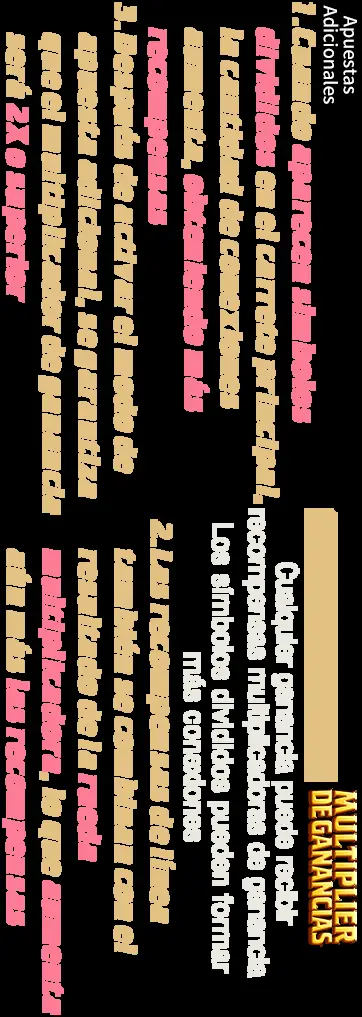 Apuestas
Adicionales
1.Cuando aparecen símbolos
divididos en el carrete principal,
la cantidad de conexiones
aumenta, obteniendo más
recompensas
3.Después de activar el modo de
apuesta adicional, se garantiza
que el multiplicador de ganancia
será 2X o superior
MULTIPLIER
DE GANANCIAS
Cualquier ganancia puede recibir
recompensas multiplicadoras de ganancia
Los símbolos divididos pueden formar
más conexiones
2.Las recompensas de línea
también se combinan con el
resultado de la rueda
multiplicadora, lo que aumenta
aún más las recompensas